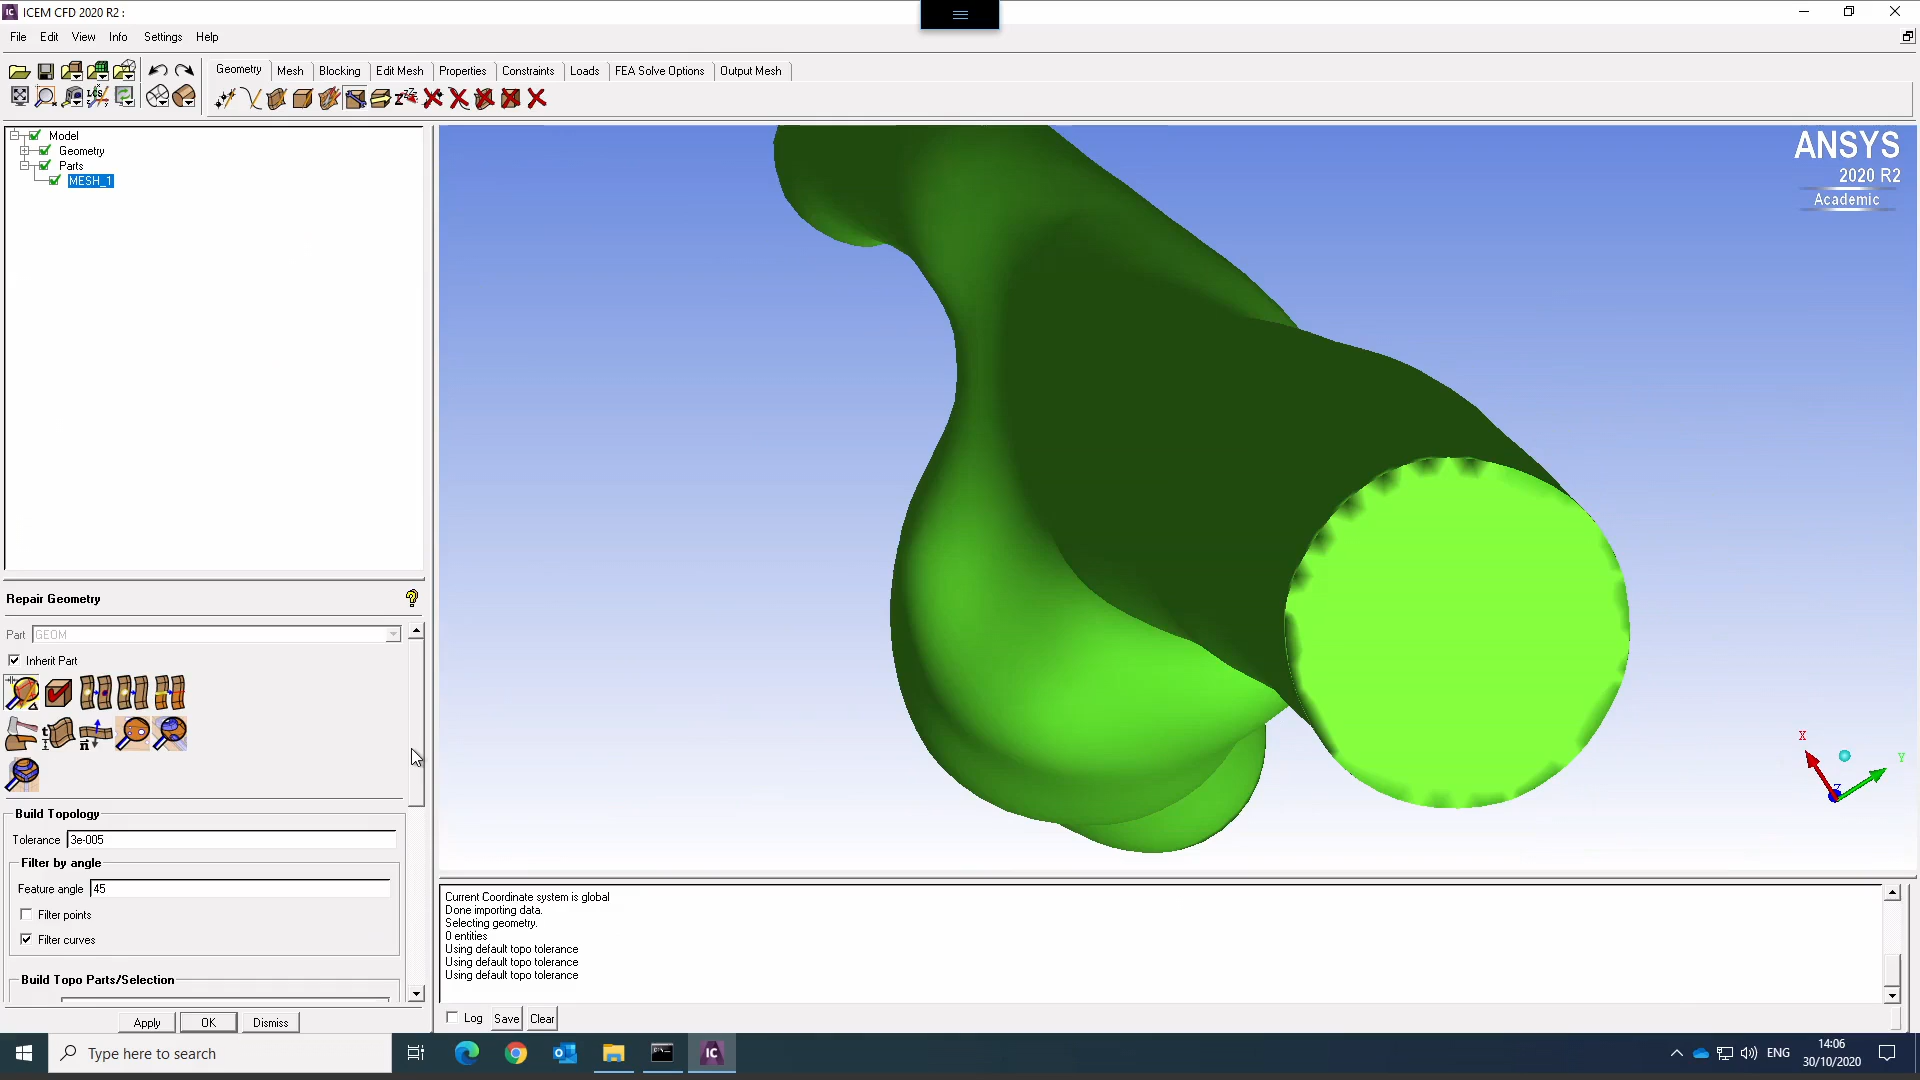 ICEM CFD 2020 R2 :
File Edit View Info Settings Help
Geometry Mesh Blocking Edit Mesh Properties Constraints Loads FEA Solve Options Output Mesh
Model
Geometry
Parts
MESH_1
ANSYS
2020 R2
Academic
Repair Geometry
Part GEOM
Inherit Part
Build Topology
Tolerance 3e-005
Filter by angle
Feature angle 45
Filter points
Filter curves
Build Topo Parts/Selection
Apply OK Dismiss
X
Y
Z
Current Coordinate system is global
Done importing data.
Selecting geometry.
0 entities
Using default topo tolerance
Using default topo tolerance
Using default topo tolerance
Log Save Clear
Type here to search
ENG
14:06
30/10/2020